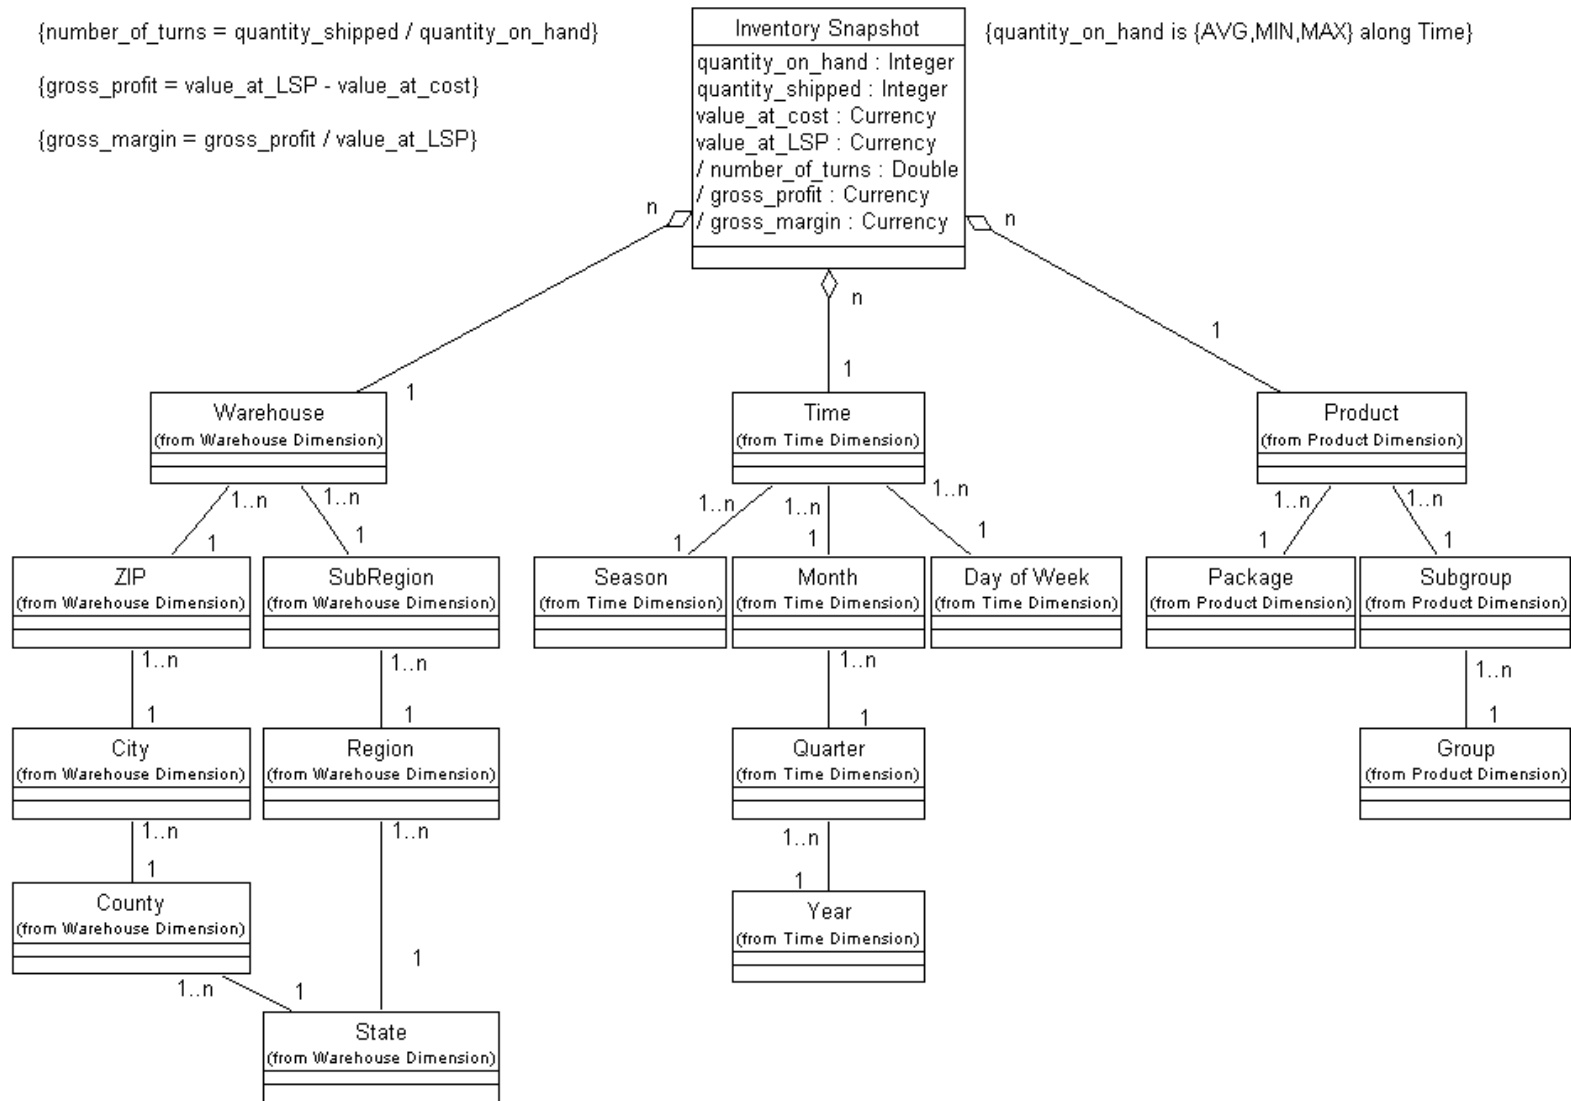 {number_of_turns = quantity_shipped / quantity_on_hand}
{gross_profit = value_at_LSP - value_at_cost}
{gross_margin = gross_profit / value_at_LSP}
Inventory Snapshot
quantity_on_hand : Integer
quantity_shipped : Integer
value_at_cost : Currency
value_at_LSP : Currency
/ number_of_turns : Double
/ gross_profit : Currency
/ gross_margin : Currency
{quantity_on_hand is {AVG,MIN,MAX} along Time}
n
n
n
1
1
1
Warehouse
(from Warehouse Dimension)
Time
(from Time Dimension)
Product
(from Product Dimension)
1..n
1..n
1..n
1..n
1..n
1..n
1..n
1
1
1
1
1
1
1
ZIP
(from Warehouse Dimension)
SubRegion
(from Warehouse Dimension)
Season
(from Time Dimension)
Month
(from Time Dimension)
Day of Week
(from Time Dimension)
Package
(from Product Dimension)
Subgroup
(from Product Dimension)
1..n
1..n
1..n
1..n
1
1
1
1
City
(from Warehouse Dimension)
Region
(from Warehouse Dimension)
Quarter
(from Time Dimension)
Group
(from Product Dimension)
1..n
1..n
1..n
1
1
County
(from Warehouse Dimension)
Year
(from Time Dimension)
1..n
1
1
State
(from Warehouse Dimension)